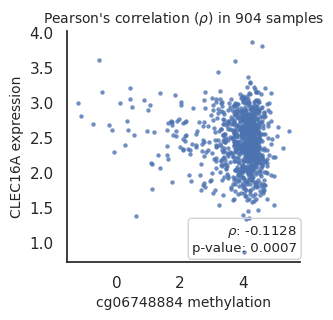 Pearson's correlation (ρ) in 904 samples
4.0
3.5
3.0
2.5
2.0
1.5
1.0
CLEC16A expression
ρ: -0.1128
p-value: 0.0007
0 2 4
cg06748884 methylation